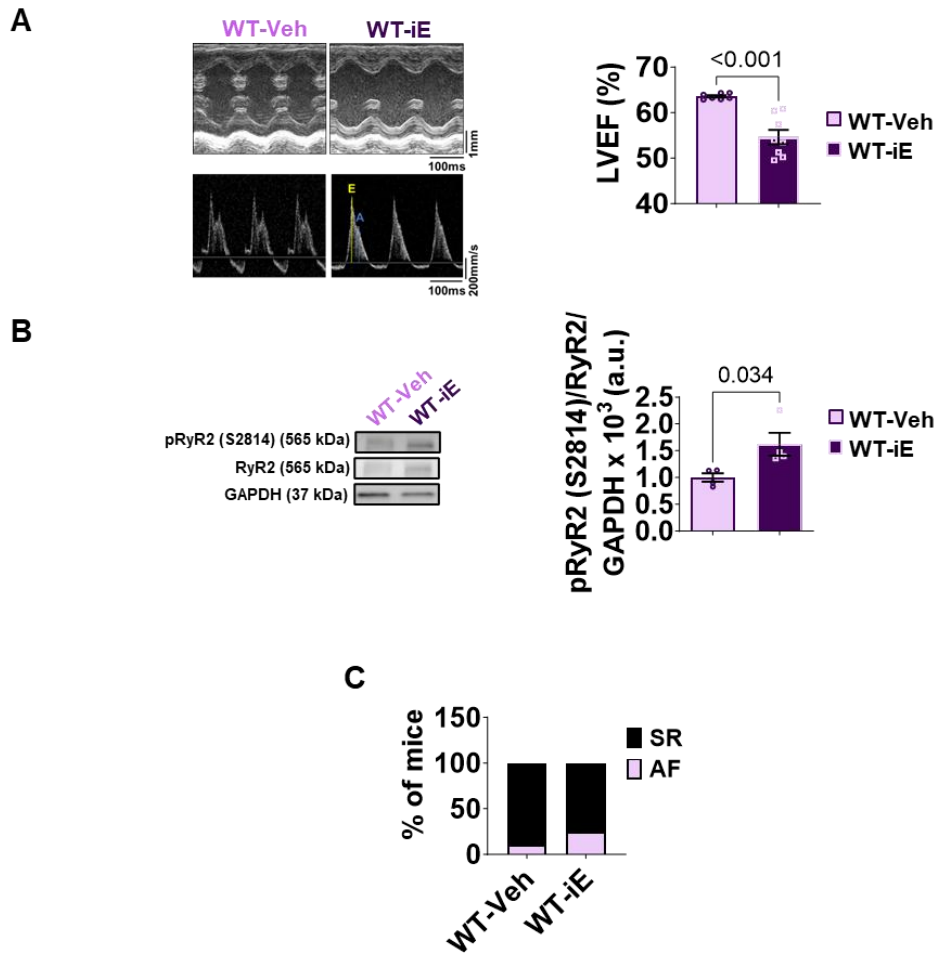 A
WT-Veh
WT-iE
1mm
100ms
E
A
200mm/s
100ms
LVEF (%)
70
60
50
40
<0.001
WT-Veh
WT-iE
B
WT-Veh
WT-iE
pRyR2 (S2814) (565 kDa)
RyR2 (565 kDa)
GAPDH (37 kDa)
pRyR2 (S2814)/RyR2/
GAPDH x 10³ (a.u.)
2.5
2.0
1.5
1.0
0.5
0.0
0.034
WT-Veh
WT-iE
C
% of mice
150
100
50
0
WT-Veh
WT-iE
SR
AF